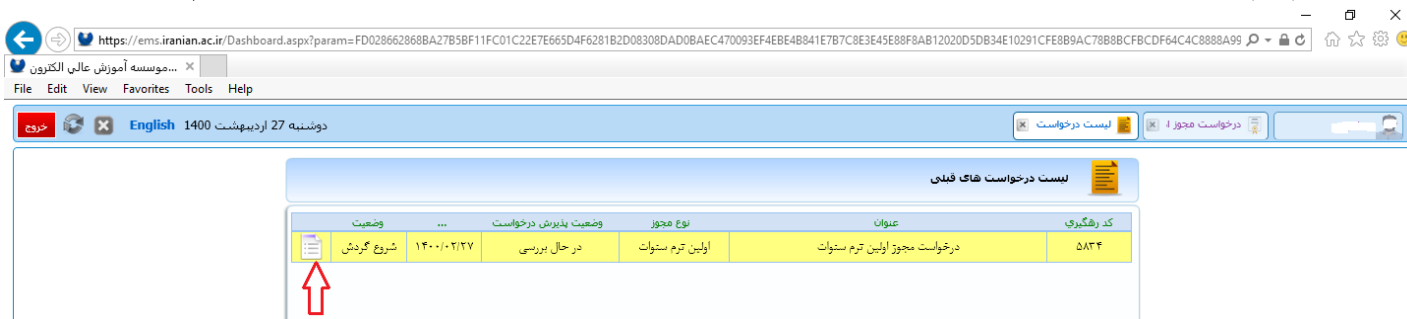 https://ems.iranian.ac.ir/Dashboard.aspx?param=FD028662868BA27B5BF11FC01C22E7E665D4F6281B2D08308DAD0BAEC470093EF4EBE4B841E7B7C8E3E45E88F8AB12020D5DB34E10291CFE8B9AC78B8BCFBCDF64C4C8888A99
موسسه آموزش عالي الكترون...
File Edit View Favorites Tools Help
درخواست مجوز ا لیست درخواست دوشنبه 27 اردیبهشت 1400 English خروج
لیست درخواست های قبلی
کد رهگیري عنوان نوع مجوز وضعیت پذیرش درخواست ... وضعیت
۵۸۳۴ درخواست مجوز اولین ترم سنوات اولین ترم سنوات در حال بررسی ۱۴۰۰/۰۲/۲۷ شروع گردش